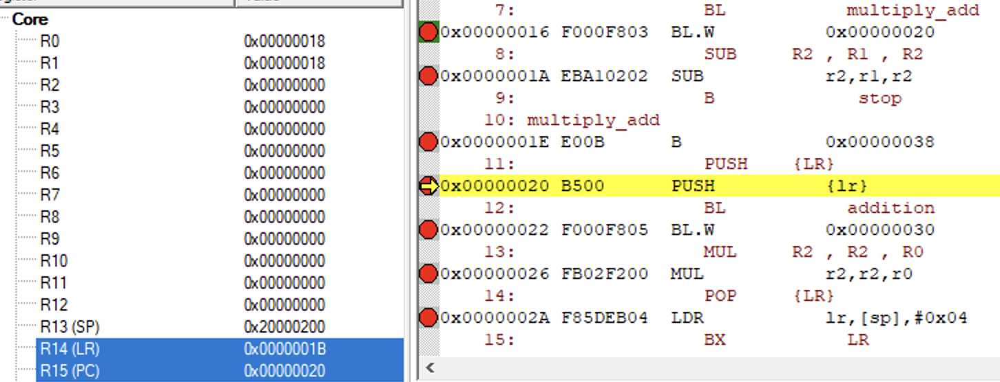 Core
R0 0x00000018
R1 0x00000018
R2 0x00000000
R3 0x00000000
R4 0x00000000
R5 0x00000000
R6 0x00000000
R7 0x00000000
R8 0x00000000
R9 0x00000000
R10 0x00000000
R11 0x00000000
R12 0x00000000
R13 (SP) 0x20000200
R14 (LR) 0x0000001B
R15 (PC) 0x00000020
7: BL multiply_add
0x00000016 F000F803 BL.W 0x00000020
8: SUB R2 , R1 , R2
0x0000001A EBA10202 SUB r2,r1,r2
9: B stop
10: multiply_add
0x0000001E E00B B 0x00000038
11: PUSH {LR}
0x00000020 B500 PUSH {lr}
12: BL addition
0x00000022 F000F805 BL.W 0x00000030
13: MUL R2 , R2 , R0
0x00000026 FB02F200 MUL r2,r2,r0
14: POP {LR}
0x0000002A F85DEB04 LDR lr,[sp],#0x04
15: BX LR